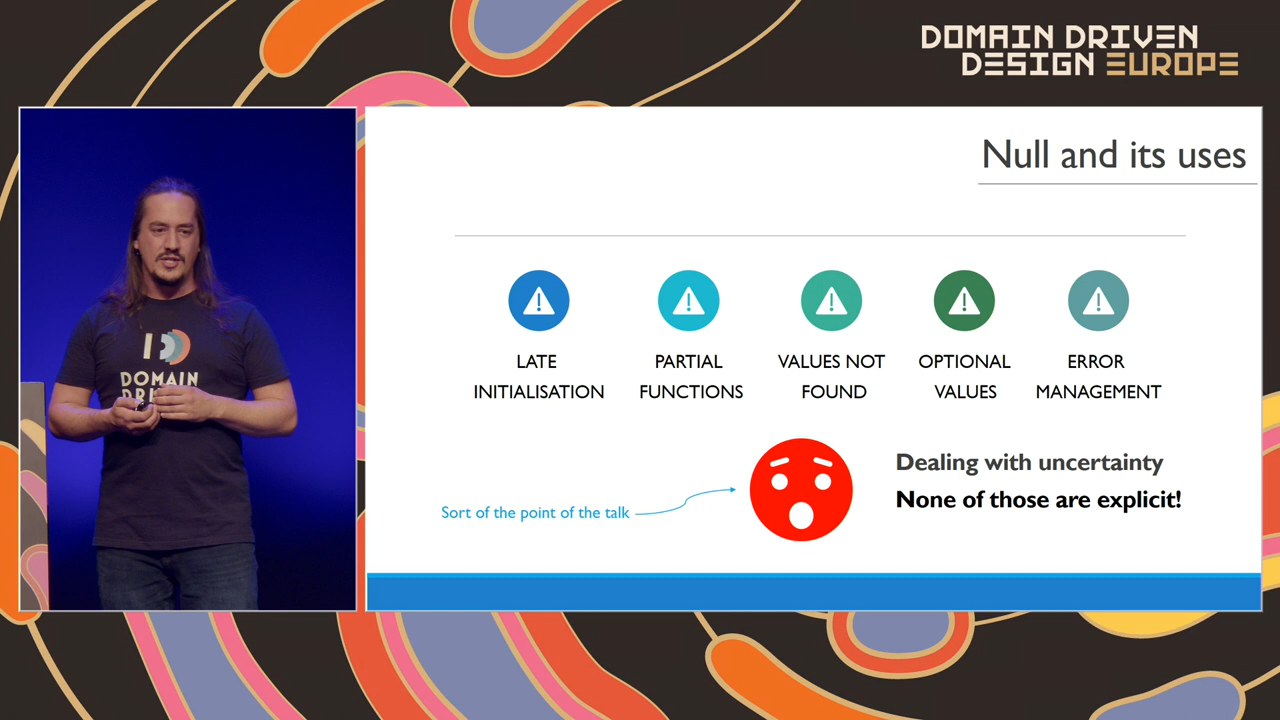 DOMAIN DRIVEN
DESIGN EUROPE
Null and its uses
LATE
INITIALISATION
PARTIAL
FUNCTIONS
VALUES NOT
FOUND
OPTIONAL
VALUES
ERROR
MANAGEMENT
Dealing with uncertainty
None of those are explicit!
Sort of the point of the talk
DOMAIN